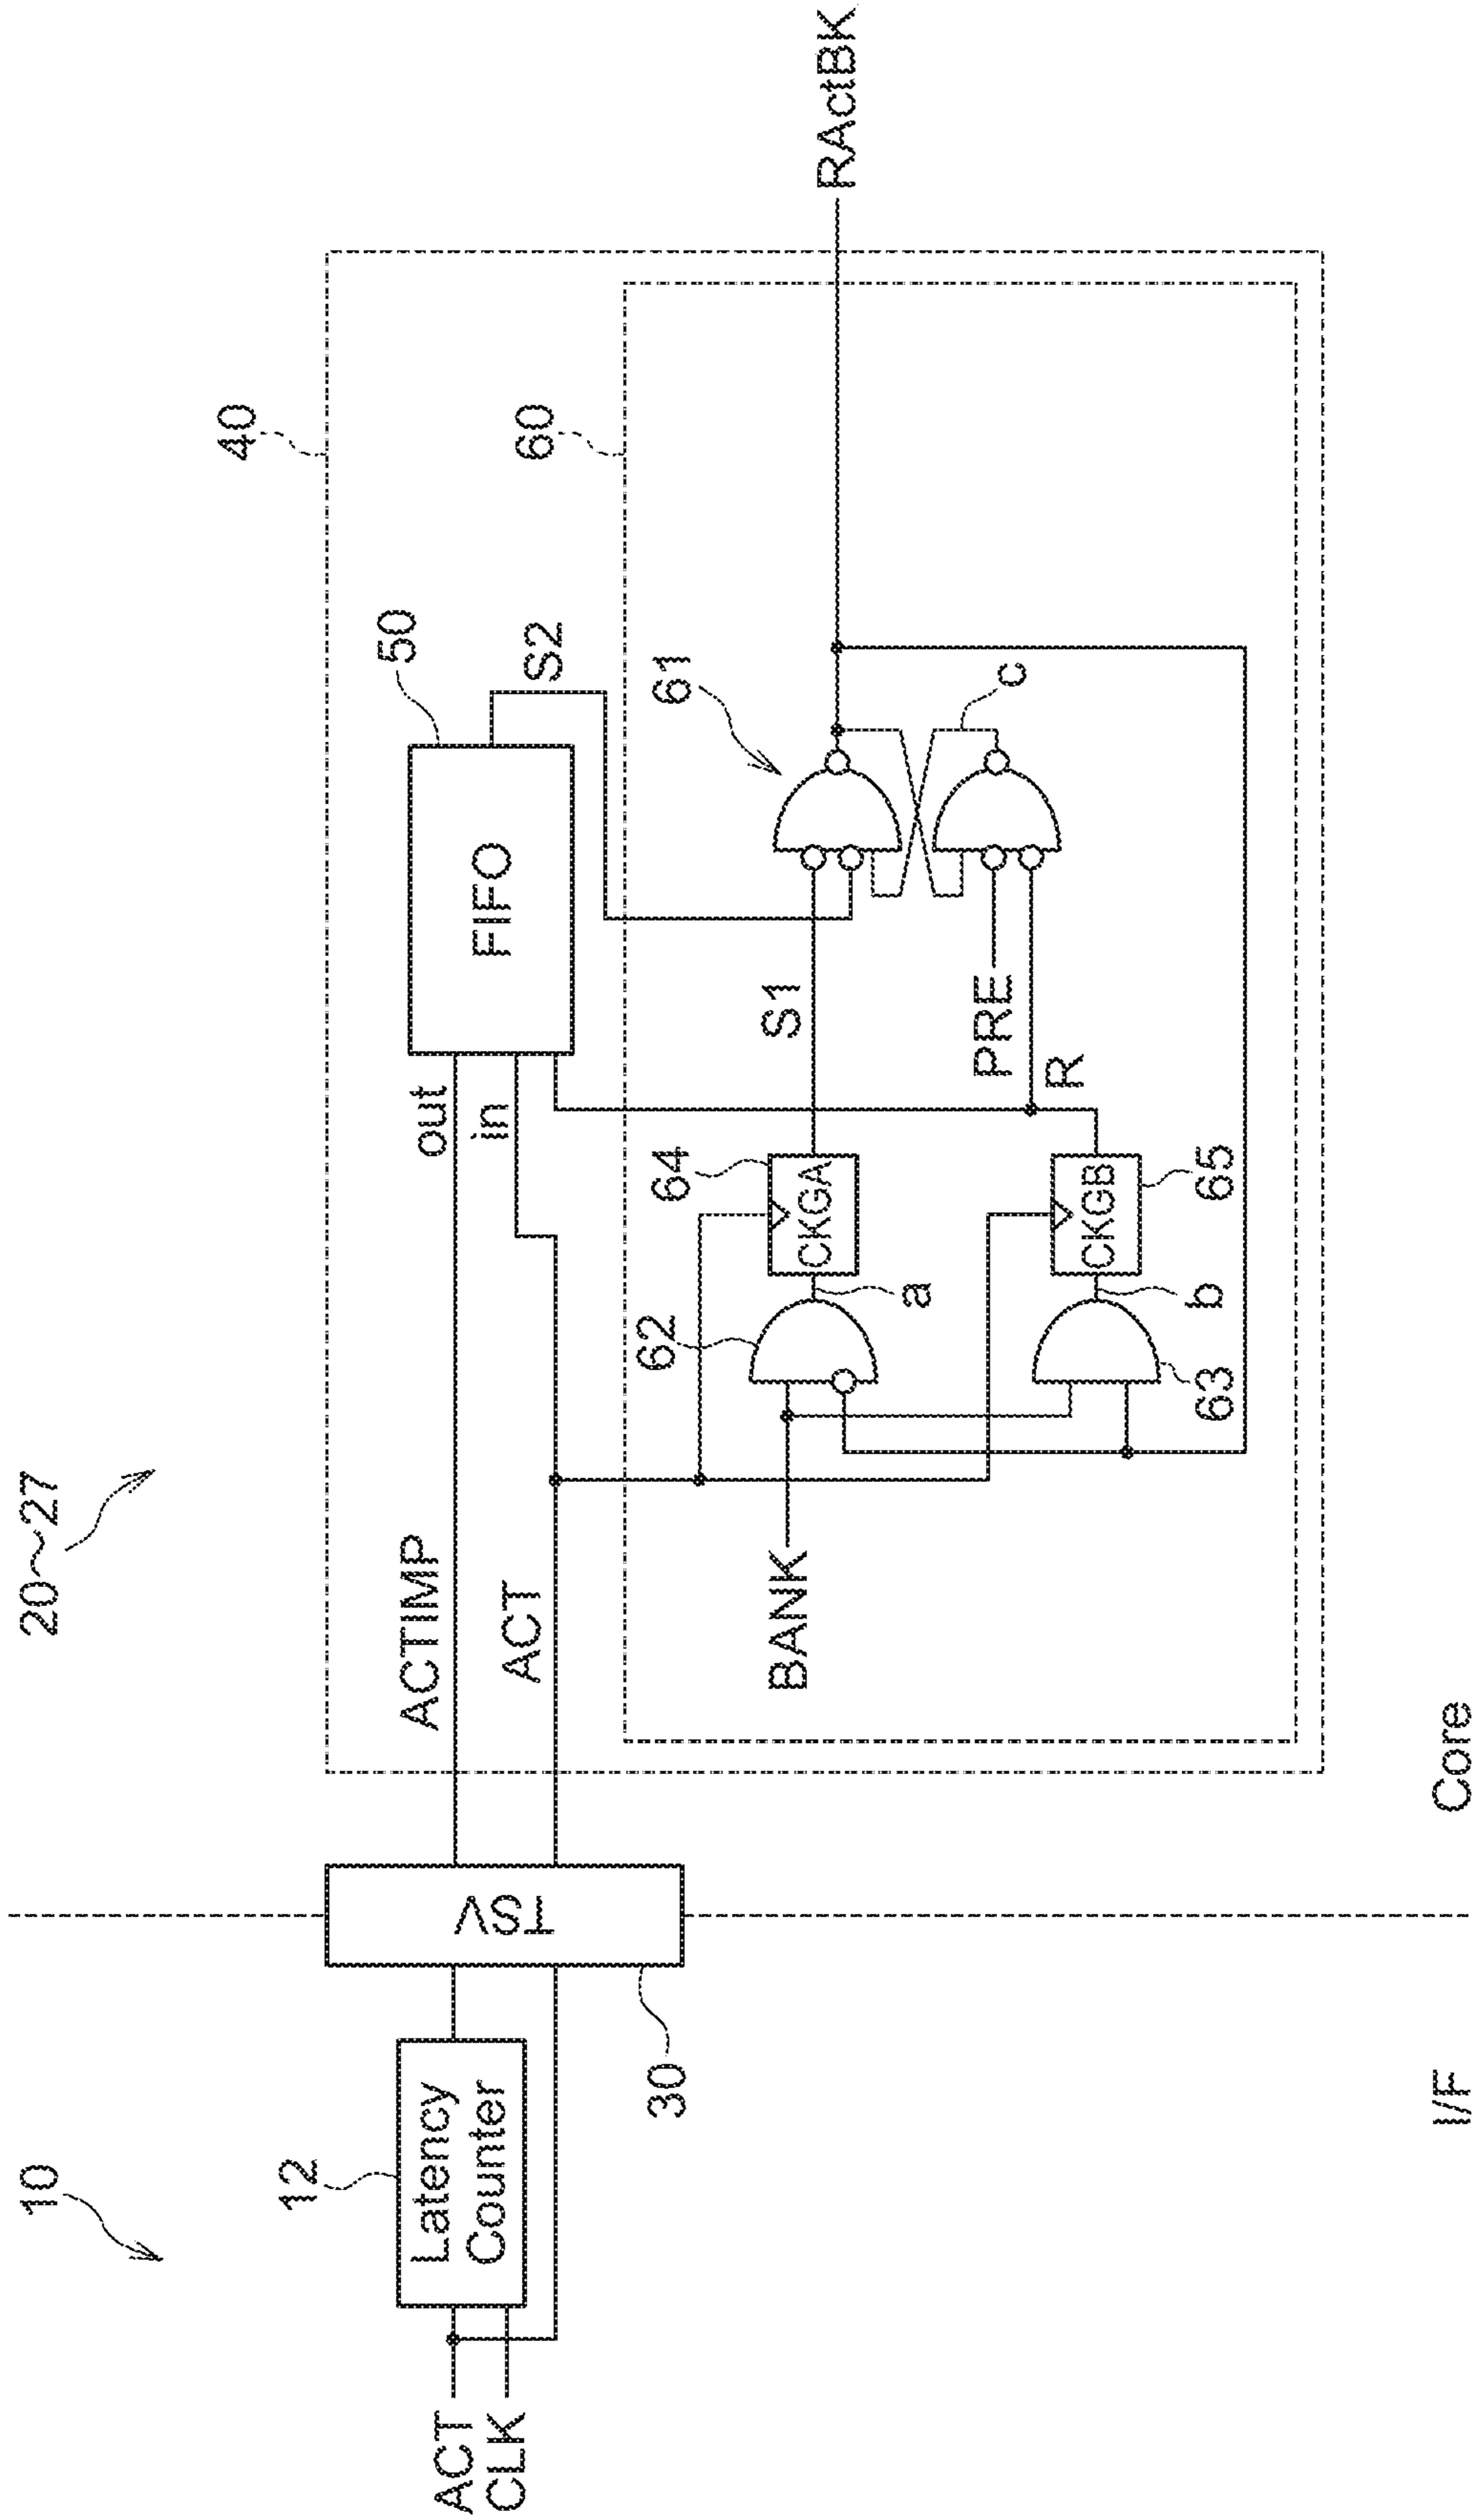 10
20~27
12
Latency
Counter
ACT
CLK
30
TSV
ACTIMP
ACT
40
50
FIFO
out
in
S2
60
61
62
64
CKGA
a
S1
BANK
c
PRE
R
63
65
CKGB
b
RActBK
I/F
Core